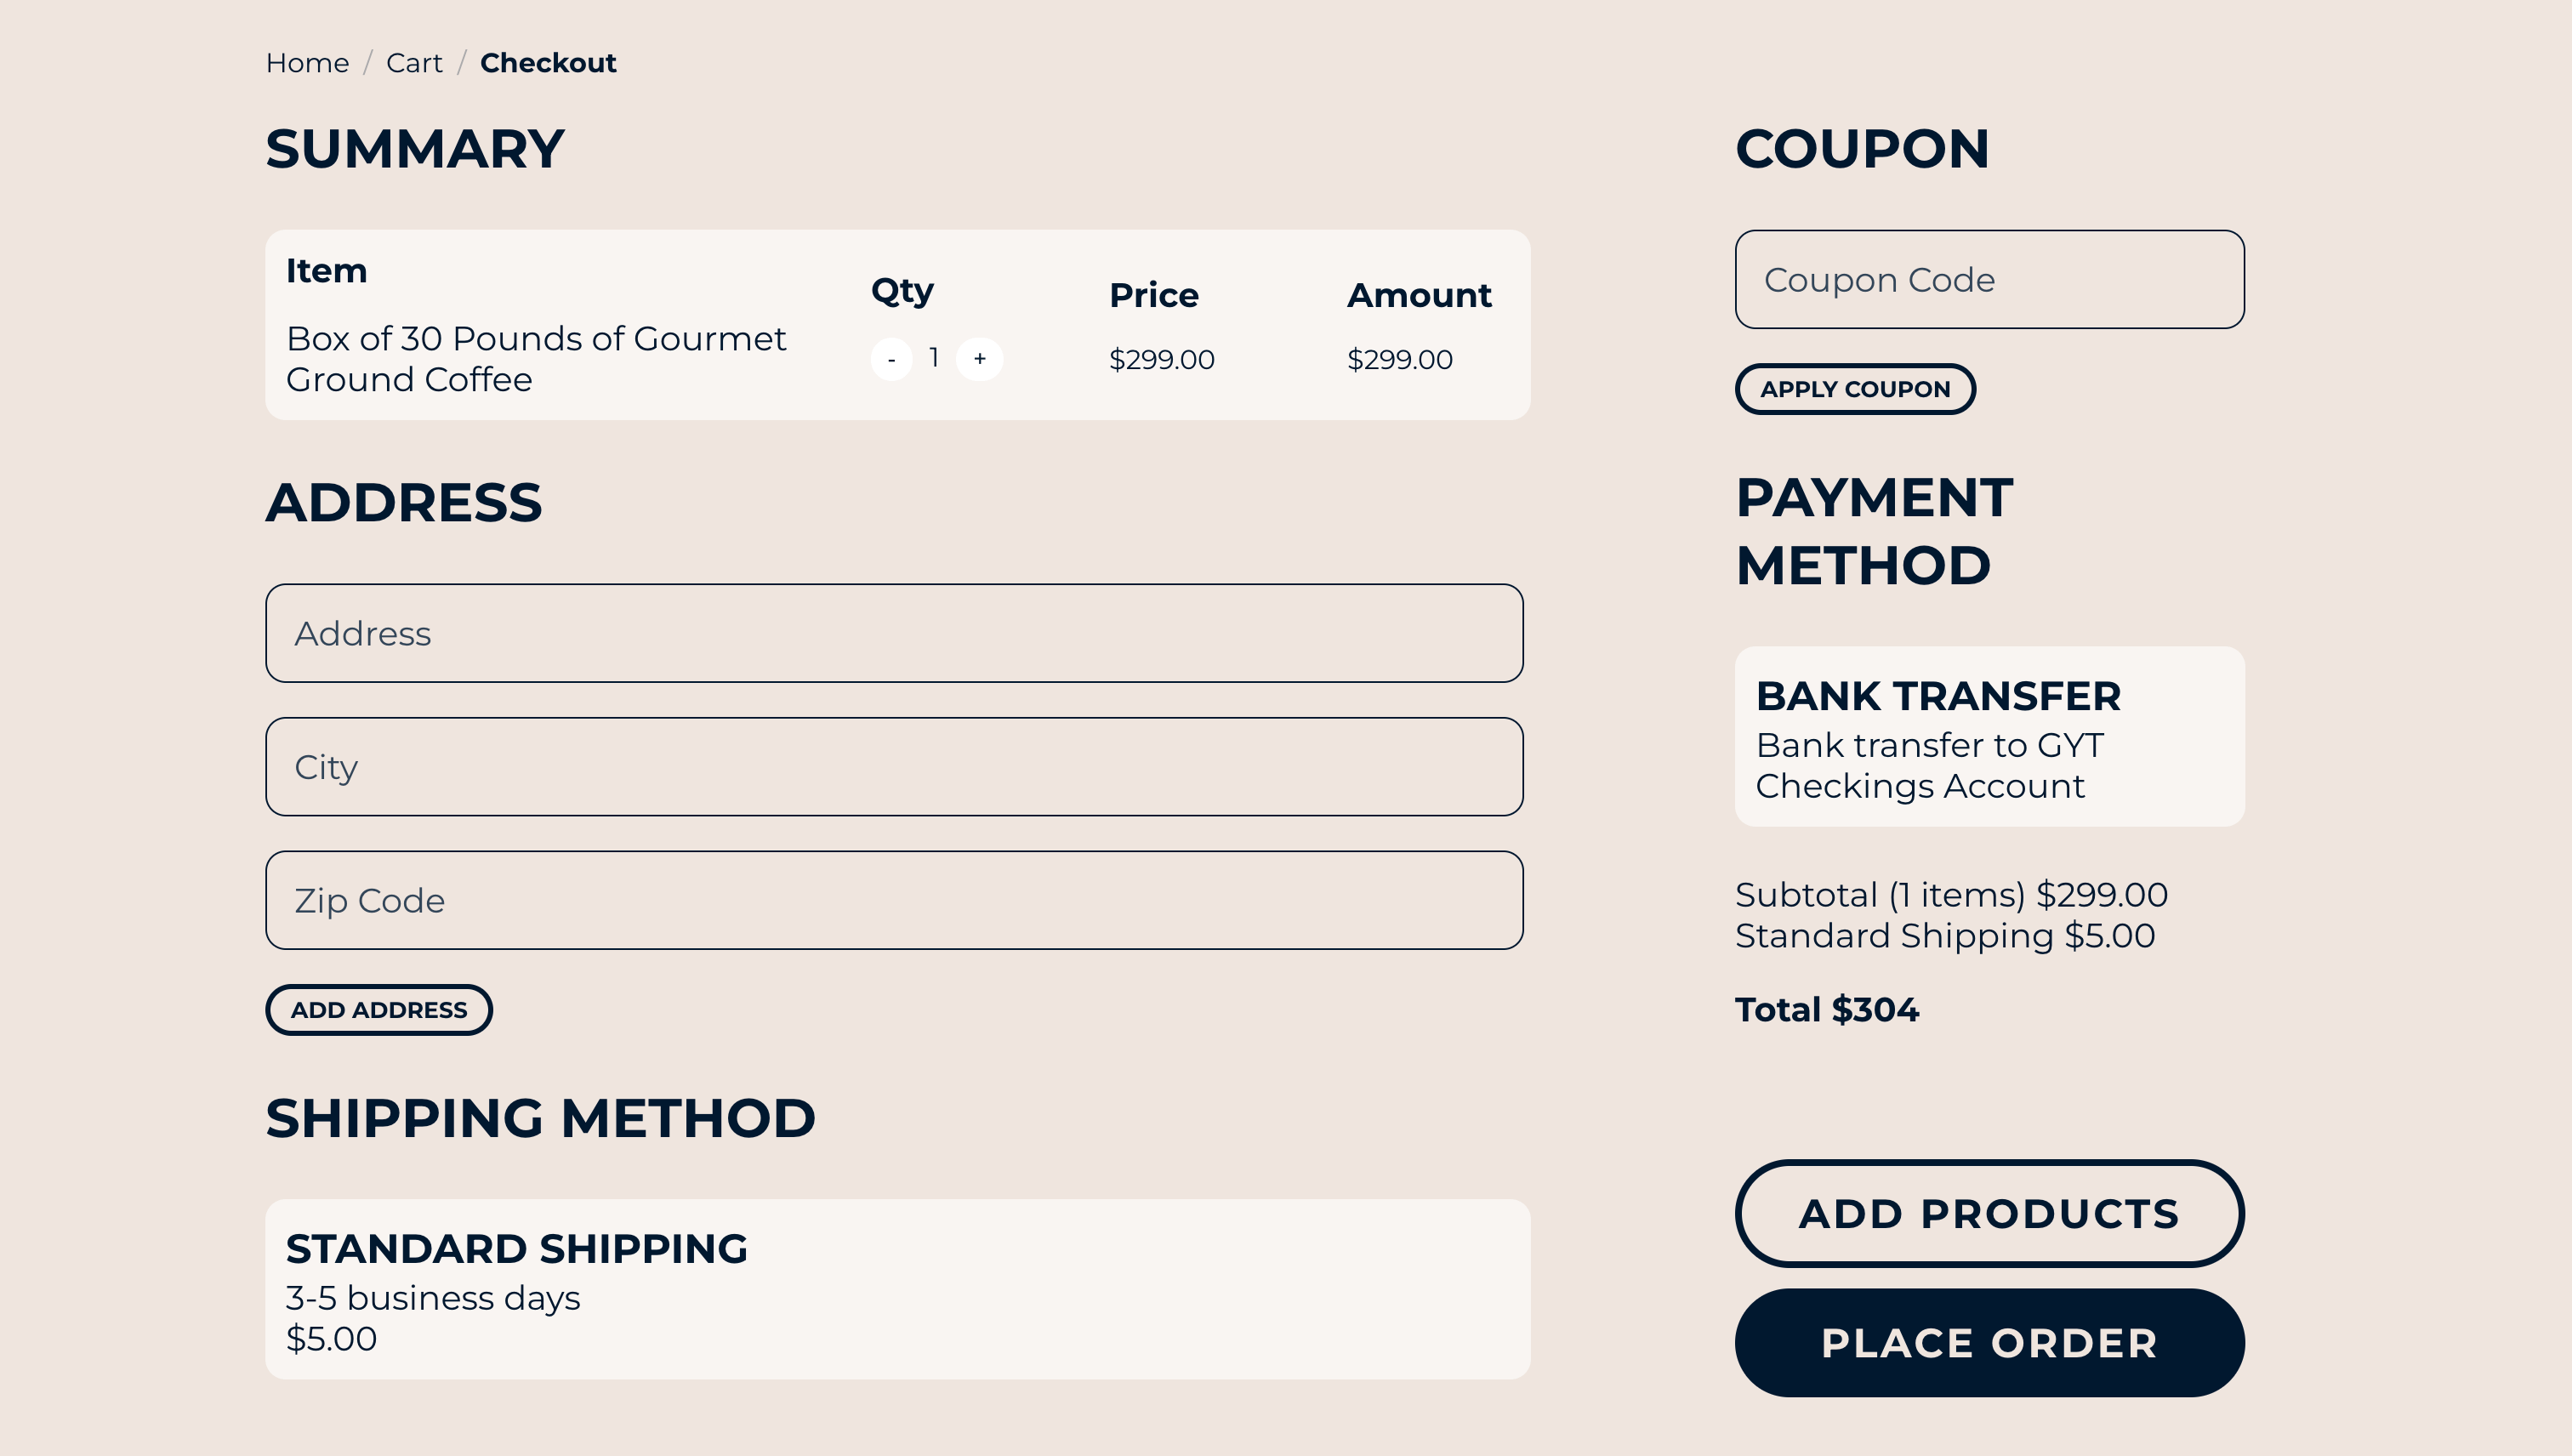 Home / Cart / Checkout
SUMMARY
Item
Qty
Price
Amount
Box of 30 Pounds of Gourmet
Ground Coffee
- 1 +
$299.00
$299.00
ADDRESS
Address
City
Zip Code
ADD ADDRESS
SHIPPING METHOD
STANDARD SHIPPING
3-5 business days
$5.00
COUPON
Coupon Code
APPLY COUPON
PAYMENT
METHOD
BANK TRANSFER
Bank transfer to GYT
Checkings Account
Subtotal (1 items) $299.00
Standard Shipping $5.00
Total $304
ADD PRODUCTS
PLACE ORDER